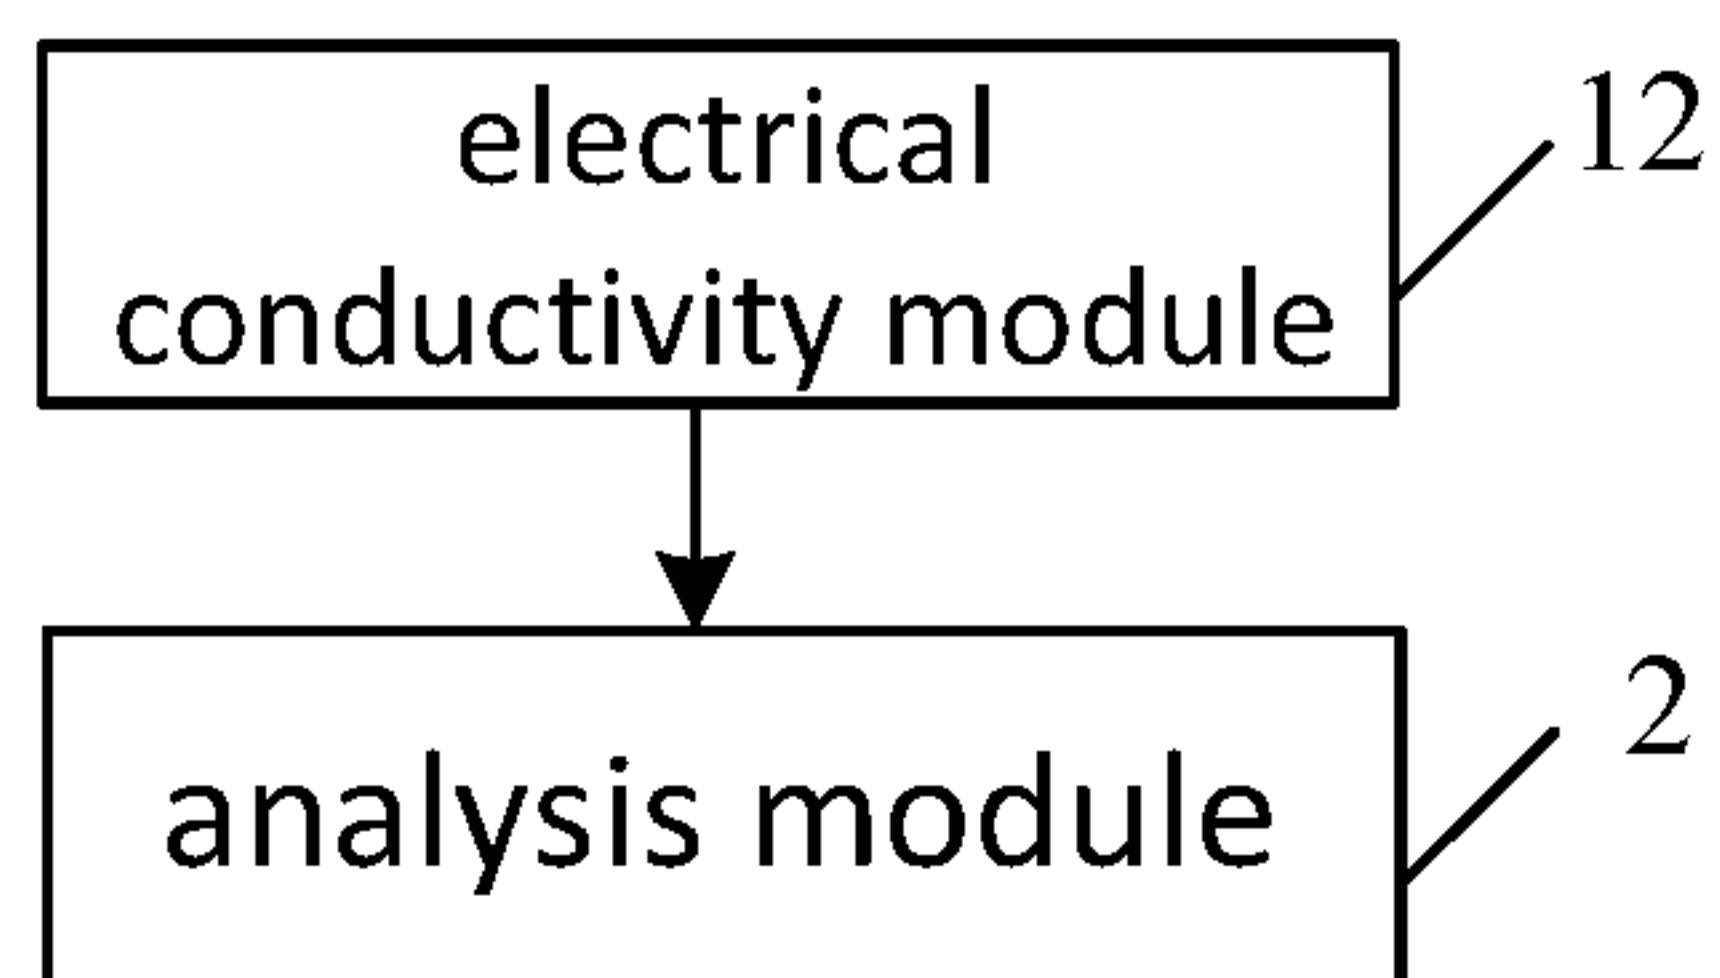 electrical
conductivity module
12
analysis module
2